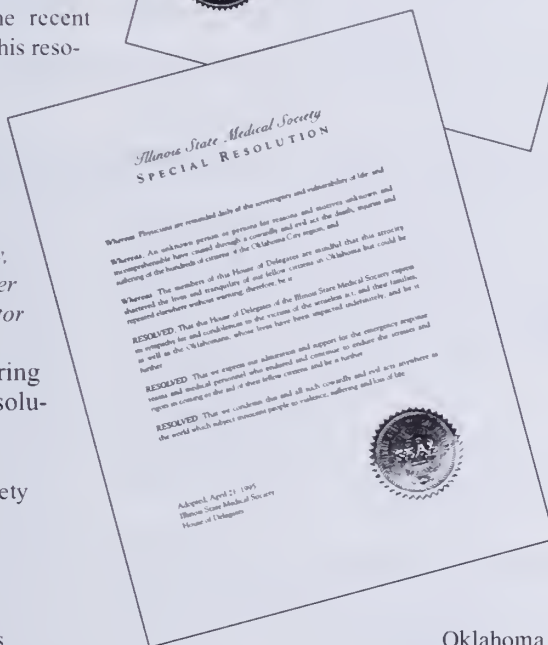 he recent
his reso-
er
tor
ring
solu-
ety
s
Oklahoma
Illinois State Medical Society
SPECIAL RESOLUTION
Whereas Physicians are reminded daily of the sovereignty and vulnerability of life and
Whereas An unknown person or persons for reasons and motives unknown and
incomprehensible have caused through a cowardly and evil act the death, injuries and
suffering of the hundreds of citizens of the Oklahoma City region, and
Whereas The members of this House of Delegates are mindful that this atrocity
shattered the lives and tranquility of our fellow citizens in Oklahoma but could be
repeated elsewhere without warning, therefore, be it
RESOLVED That the House of Delegates of the Illinois State Medical Society express
its sympathy for and condolences to the victims of the senseless act, and their families,
as well as the Oklahomans, whose lives have been impacted indefinitely, and be it
further
RESOLVED That we express our admiration and support for the emergency response
teams and medical personnel who endured and continue to endure the stresses and
rigors in coming to the aid of their fellow citizens and be it further
RESOLVED That we condemn this and all such cowardly and evil acts anywhere in
the world which subject innocent people to violence, suffering and loss of life
SEAL
Adopted, April 21, 1995
Illinois State Medical Society
House of Delegates